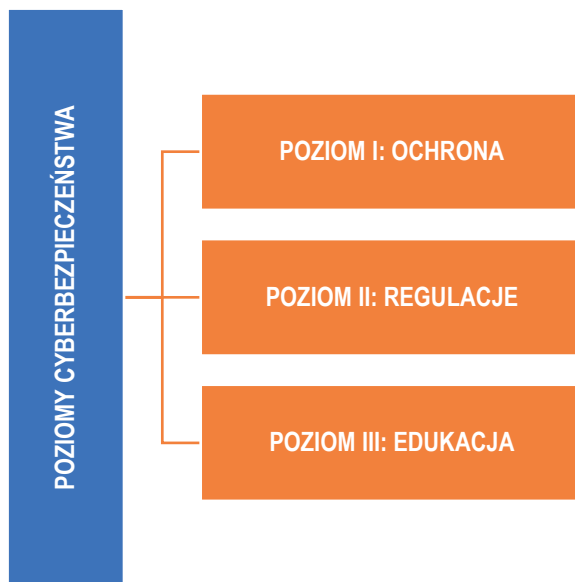 POZIOMY CYBERBEZPIECZEŃSTWA
POZIOM I: OCHRONA
POZIOM II: REGULACJE
POZIOM III: EDUKACJA